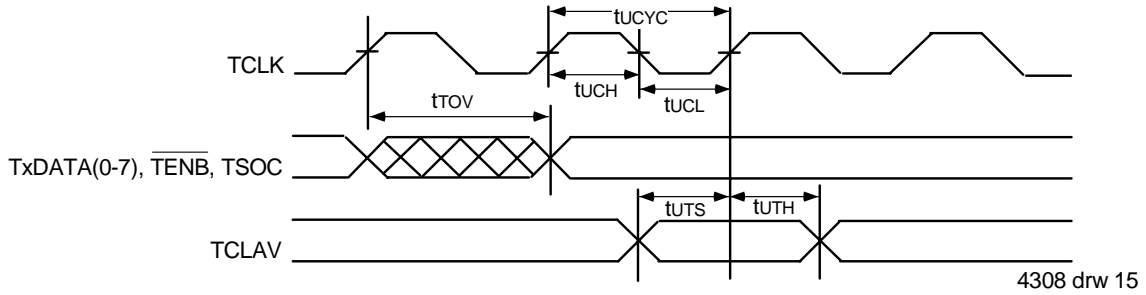 tUCYC
TCLK
tUCH
tUCL
tTOV
TxDATA(0-7), TENB, TSOC
tUTS
tUTH
TCLAV
4308 drw 15